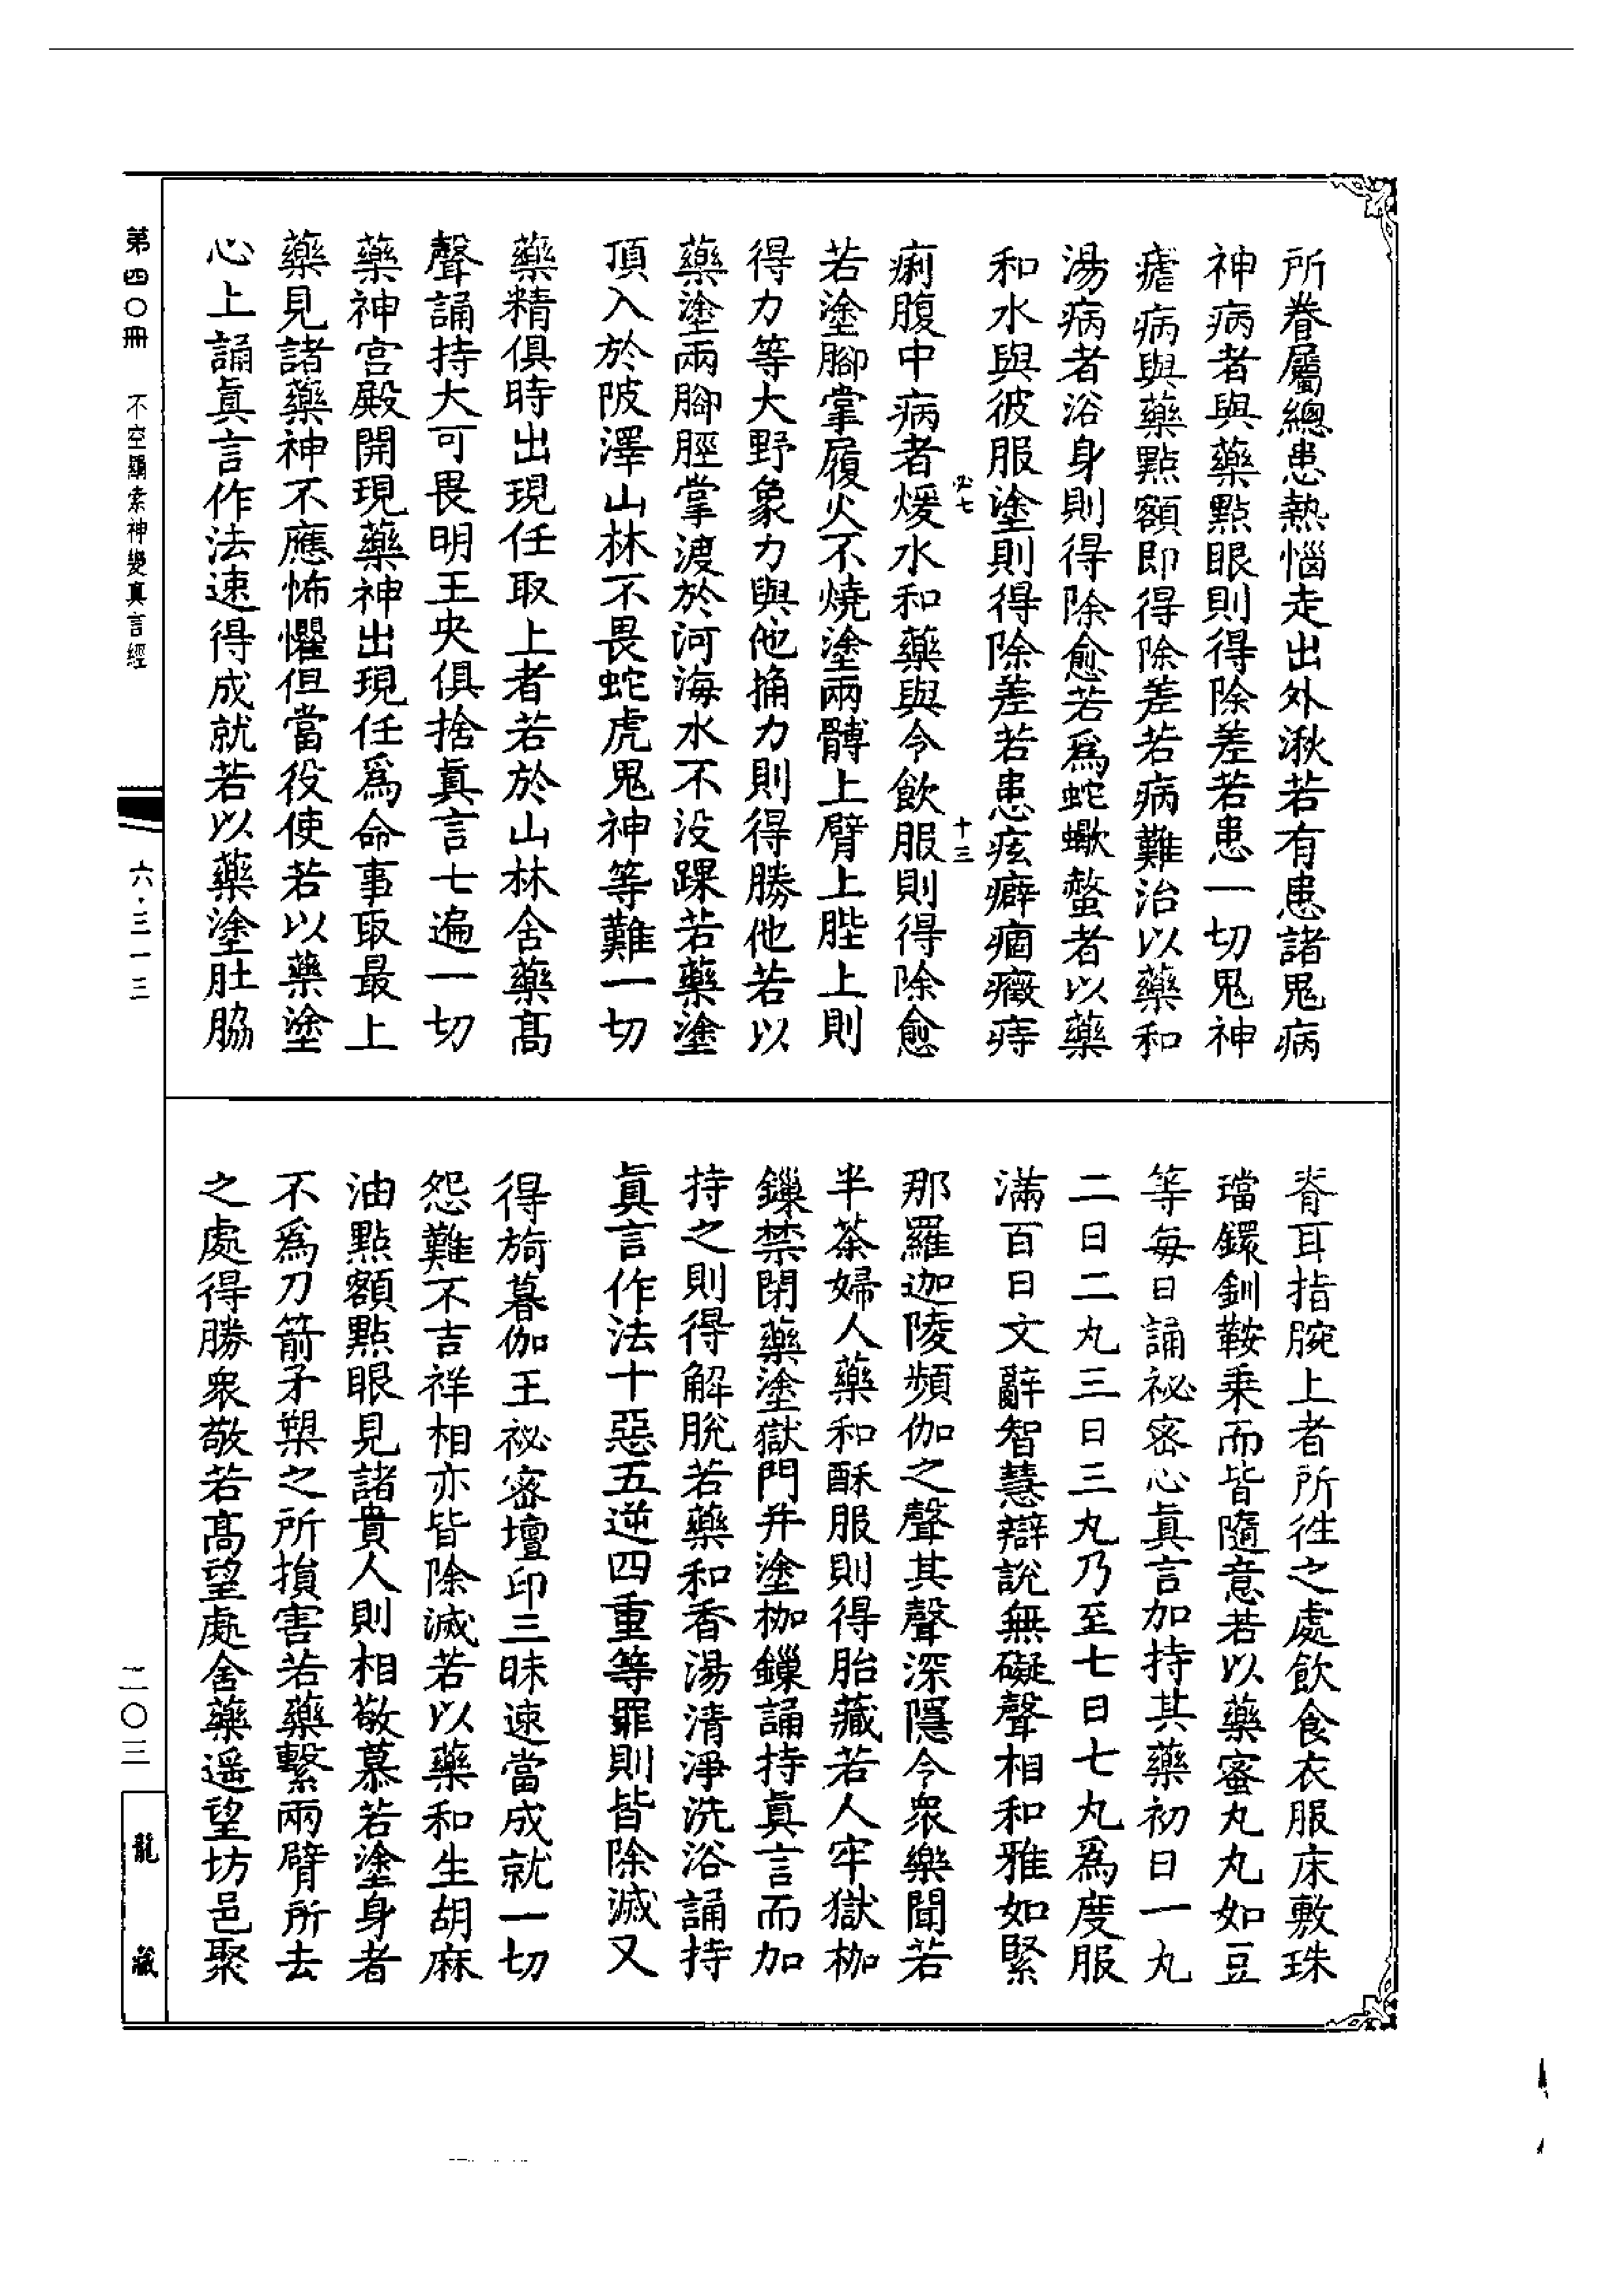 所眷屬總患熱惱走出外湫若有患諸鬼病
神病者與藥點眼則得除差若患一切鬼神
瘧病與藥點額即得除差若病難治以藥和
湯病者浴身則得除愈若爲蛇蠍螫者以藥
和水與彼服塗則得除差若患痃癖痼癥痔
必七
十三
痢腹中病者煖水和藥與令飲服則得除愈
若塗腳掌履火不燒塗兩髆上臂上䏶上則
得力等大野象力與他捔力則得勝他若以
藥塗兩腳脛掌渡於河海水不没踝若藥塗
頂入於陂澤山林不畏蛇虎鬼神等難一切
藥精俱時出現任取上者若於山林含藥高
聲誦持大可畏明王央俱捨眞言七遍一切
藥神宫殿開現藥神出現任爲命事取最上
藥見諸藥神不應怖懼但當役使若以藥塗
心上誦眞言作法速得成就若以藥塗肚脇
脊耳指腕上者所往之處飲食衣服床敷珠
璫鐶釧鞍乘而皆隨意若以藥蜜丸丸如豆
等每日誦祕密心眞言加持其藥初日一丸
二日二丸三日三丸乃至七日七丸爲度服
滿百日文辭智慧辯說無礙聲相和雅如緊
那羅迦陵頻伽之聲其聲深隱令衆樂聞若
半荼婦人藥和酥服則得胎藏若人牢獄枷
鏁禁閉藥塗獄門并塗枷鏁誦持眞言而加
持之則得解脫若藥和香湯清淨洗浴誦持
眞言作法十惡五逆四重等罪則皆除滅又
得旖暮伽王祕密壇印三昧速當成就一切
怨難不吉祥相亦皆除滅若以藥和生胡麻
油點額點眼見諸貴人則相敬慕若塗身者
不爲刀箭矛槊之所損害若藥繫兩臂所去
之處得勝衆敬若高望處含藥遥望坊邑聚
第四〇冊
不空羂索神變真言經
六·三一三
二〇三
龍藏